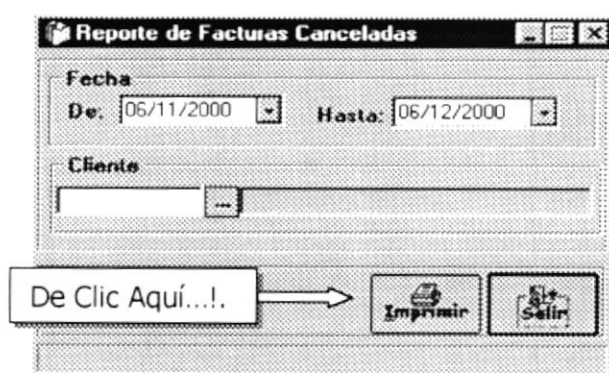 Reporte de Facturas Canceladas
Fecha
De: 06/11/2000 Hasta: 06/12/2000
Cliente
...
De Clic Aquí...!.
Imprimir Salir